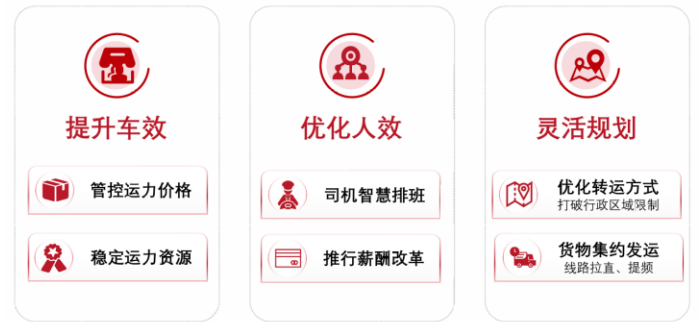 提升车效
管控运力价格
稳定运力资源
优化人效
司机智慧排班
推行薪酬改革
灵活规划
优化转运方式
打破行政区域限制
货物集约发运
线路拉直、提频